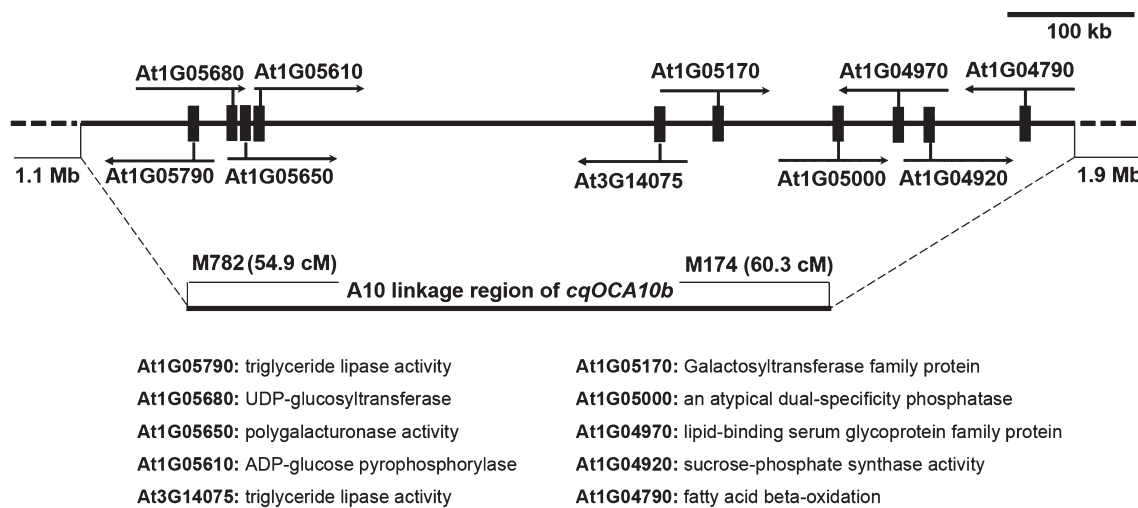 100 kb
At1G05680
At1G05610
At1G05170
At1G04970
At1G04790
1.1 Mb
At1G05790
At1G05650
At3G14075
At1G05000
At1G04920
1.9 Mb
M782 (54.9 cM)
M174 (60.3 cM)
A10 linkage region of cqOCA10b
At1G05790: triglyceride lipase activity
At1G05680: UDP-glucosyltransferase
At1G05650: polygalacturonase activity
At1G05610: ADP-glucose pyrophosphorylase
At3G14075: triglyceride lipase activity
At1G05170: Galactosyltransferase family protein
At1G05000: an atypical dual-specificity phosphatase
At1G04970: lipid-binding serum glycoprotein family protein
At1G04920: sucrose-phosphate synthase activity
At1G04790: fatty acid beta-oxidation